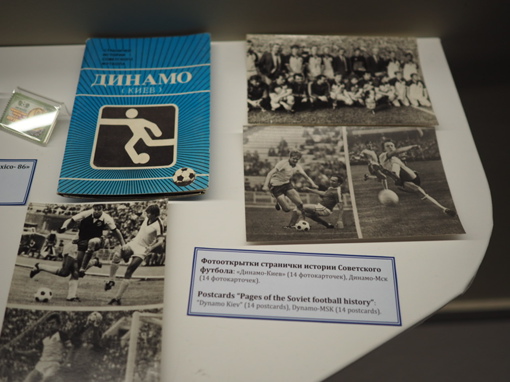 ДИНАМО
(КИЕВ)
xico- 86»
Фотооткрытки странички истории Советского
футбола: «Динамо-Киев» (14 фотокарточек), Динамо-Мск
(14 фотокарточек).
Postcards "Pages of the Soviet football history":
"Dynamo Kiev" (14 postcards), Dynamo-MSK (14 postcards).